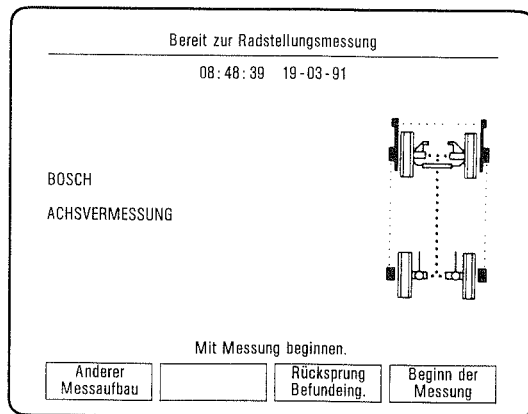 Bereit zur Radstellungsmessung
08:48:39 19-03-91
BOSCH
ACHSVERMESSUNG
Mit Messung beginnen.
Anderer
Messaufbau
Rücksprung
Befundeing.
Beginn der
Messung